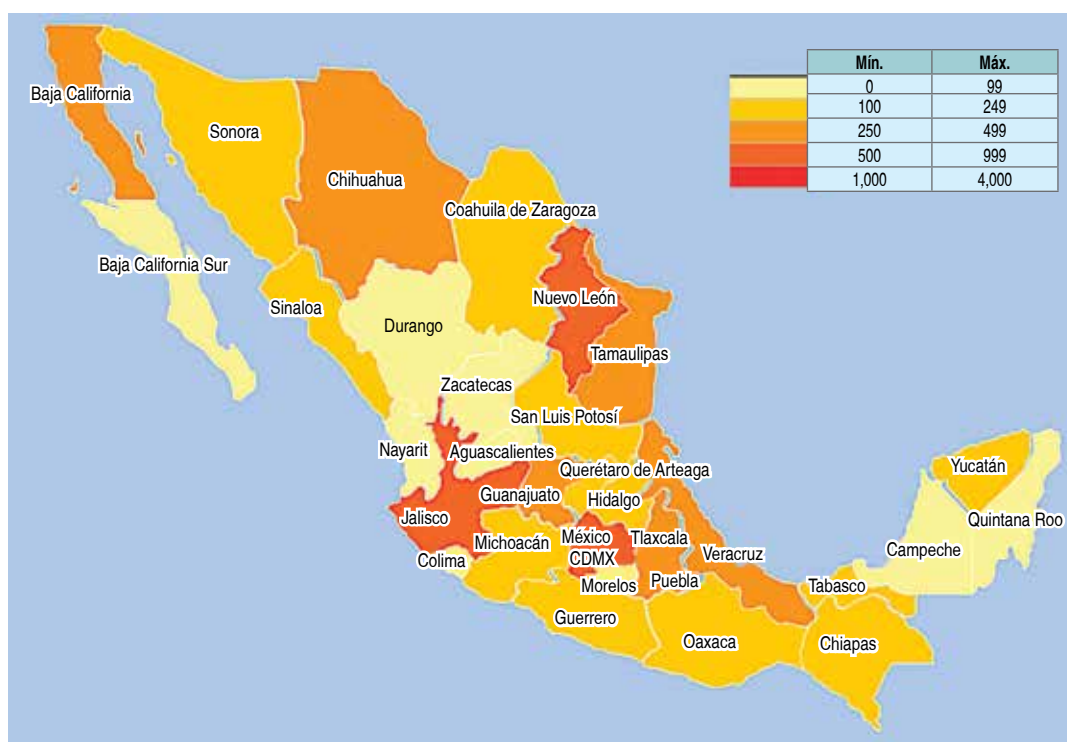 Mín. Máx.
0 99
100 249
250 499
500 999
1,000 4,000
Baja California
Sonora
Chihuahua
Coahuila de Zaragoza
Baja California Sur
Sinaloa
Nuevo León
Durango
Tamaulipas
Zacatecas
San Luis Potosí
Nayarit
Aguascalientes
Querétaro de Arteaga
Yucatán
Guanajuato
Hidalgo
Jalisco
Quintana Roo
Michoacán
México
Tlaxcala
Veracruz
Campeche
Colima
CDMX
Morelos
Puebla
Tabasco
Guerrero
Oaxaca
Chiapas